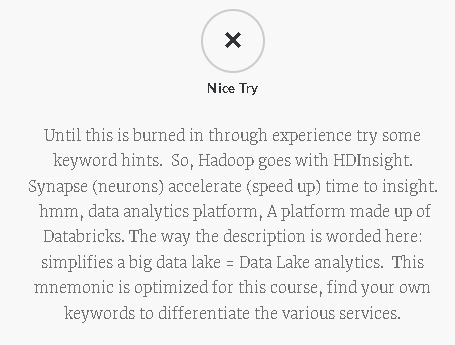 Nice Try
Until this is burned in through experience try some
keyword hints. So, Hadoop goes with HDInsight.
Synapse (neurons) accelerate (speed up) time to insight.
hmm, data analytics platform, A platform made up of
Databricks. The way the description is worded here:
simplifies a big data lake = Data Lake analytics. This
mnemonic is optimized for this course, find your own
keywords to differentiate the various services.